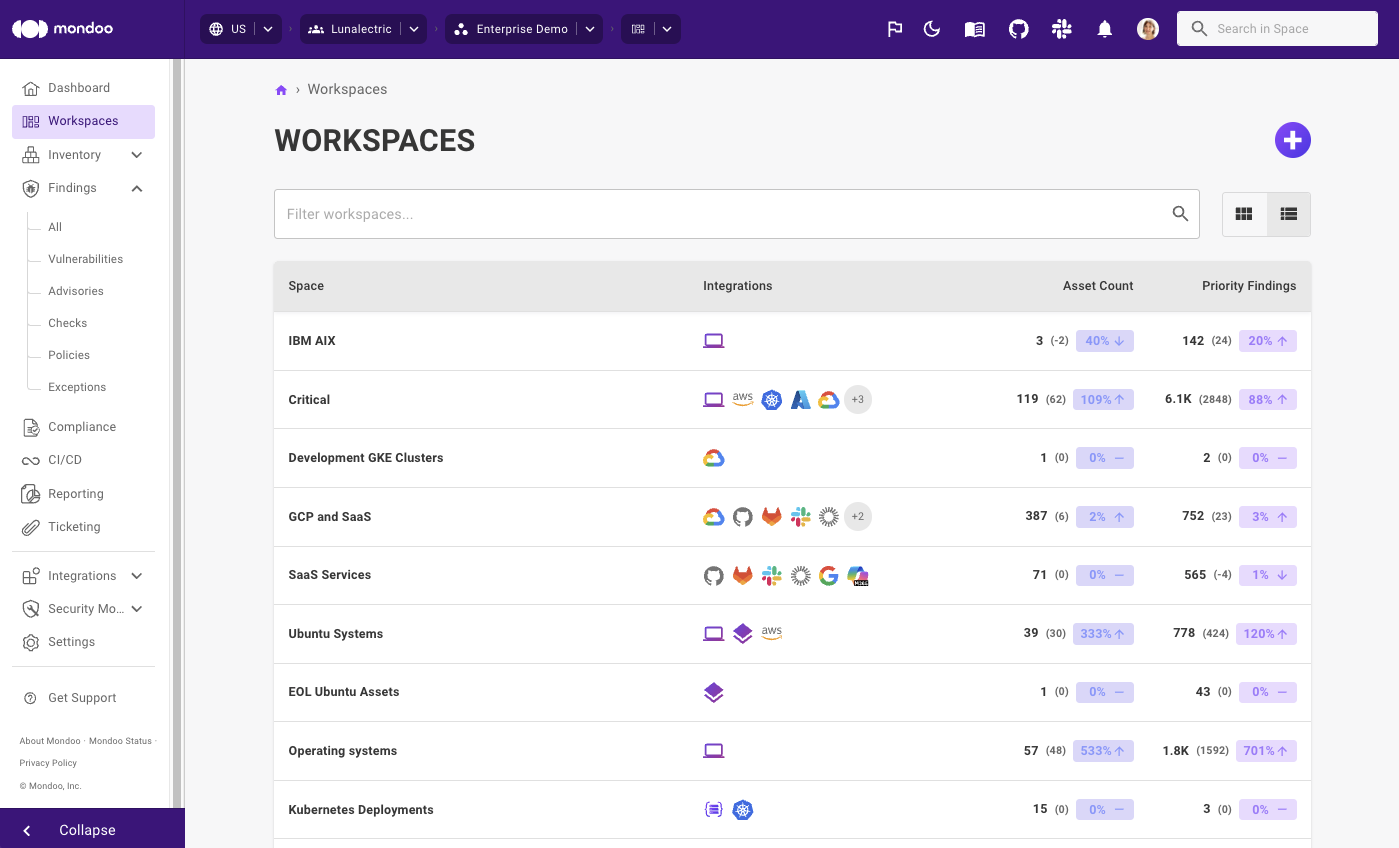 mondoo
US
Lunalectric
Enterprise Demo
Search in Space
Dashboard
Workspaces
Inventory
Findings
All
Vulnerabilities
Advisories
Checks
Policies
Exceptions
Compliance
CI/CD
Reporting
Ticketing
Integrations
Security Mo...
Settings
Get Support
About Mondoo · Mondoo Status ·
Privacy Policy
© Mondoo, Inc.
Collapse
› Workspaces
WORKSPACES
Filter workspaces...
Space Integrations Asset Count Priority Findings
IBM AIX 3 (-2) 40% ↓ 142 (24) 20% ↑
Critical aws +3 119 (62) 109% ↑ 6.1K (2848) 88% ↑
Development GKE Clusters 1 (0) 0% — 2 (0) 0% —
GCP and SaaS +2 387 (6) 2% ↑ 752 (23) 3% ↑
SaaS Services M365 71 (0) 0% — 565 (-4) 1% ↓
Ubuntu Systems aws 39 (30) 333% ↑ 778 (424) 120% ↑
EOL Ubuntu Assets 1 (0) 0% — 43 (0) 0% —
Operating systems 57 (48) 533% ↑ 1.8K (1592) 701% ↑
Kubernetes Deployments 15 (0) 0% — 3 (0) 0% —